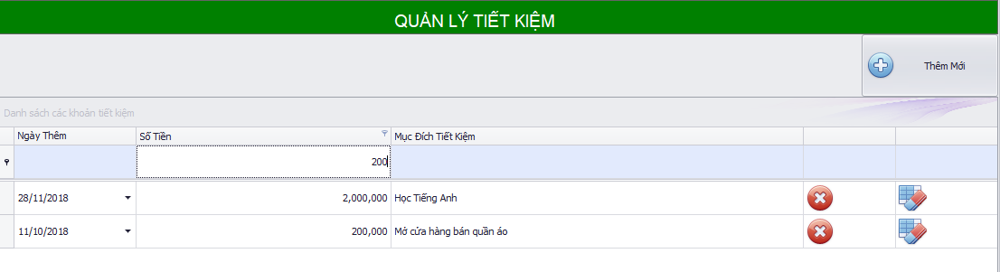 QUẢN LÝ TIẾT KIỆM
Thêm Mới
Danh sách các khoản tiết kiệm
Ngày Thêm Số Tiền Mục Đích Tiết Kiệm
200
28/11/2018 2,000,000 Học Tiếng Anh
11/10/2018 200,000 Mở cửa hàng bán quần áo